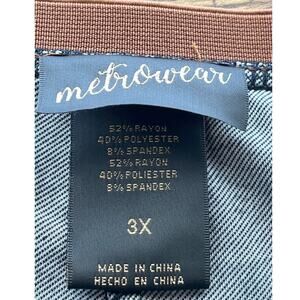 metrowear
52% RAYON
40% POLYESTER
8% SPANDEX
52% RAYON
40% POLIESTER
8% SPANDEX
3X
MADE IN CHINA
HECHO EN CHINA